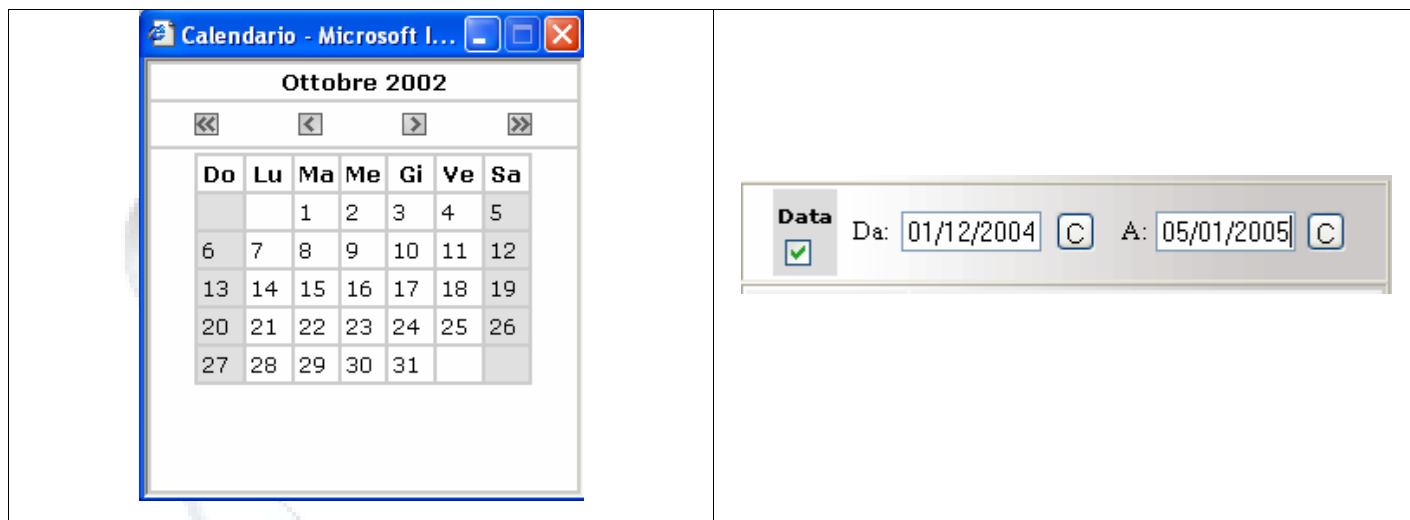 Calendario - Microsoft I...
Ottobre 2002
Do Lu Ma Me Gi Ve Sa
1 2 3 4 5
6 7 8 9 10 11 12
13 14 15 16 17 18 19
20 21 22 23 24 25 26
27 28 29 30 31
Data
Da: 01/12/2004 C A: 05/01/2005 C